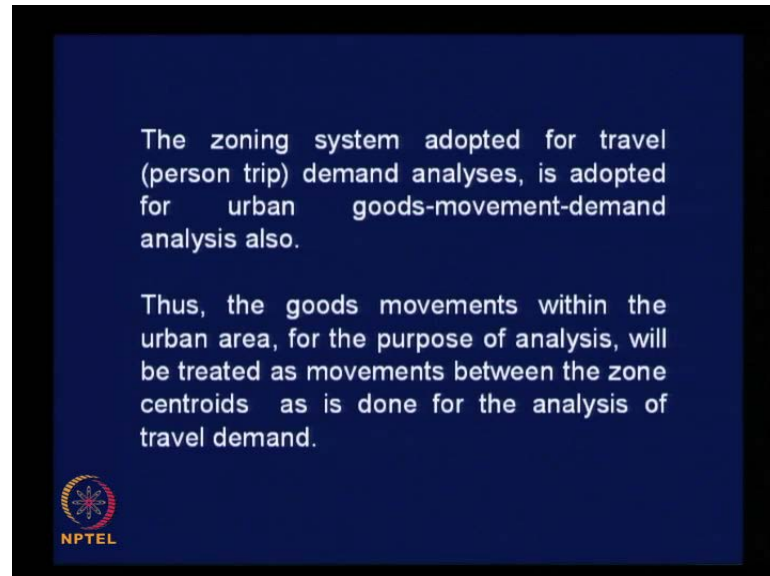 The zoning system adopted for travel
(person trip) demand analyses, is adopted
for urban goods-movement-demand
analysis also.
Thus, the goods movements within the
urban area, for the purpose of analysis, will
be treated as movements between the zone
centroids as is done for the analysis of
travel demand.
NPTEL